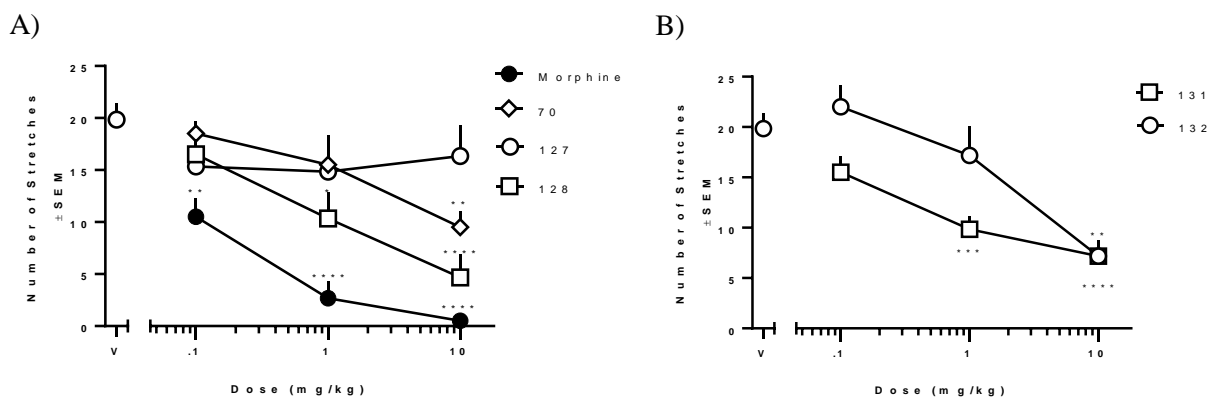 A)
Number of Stretches
±SEM
25
20
15
10
5
0
V
.1
1
10
Dose (mg/kg)
**
*
**
****
****
****
Morphine
70
127
128
B)
Number of Stretches
±SEM
25
20
15
10
5
0
V
.1
1
10
Dose (mg/kg)
***
**
****
131
132